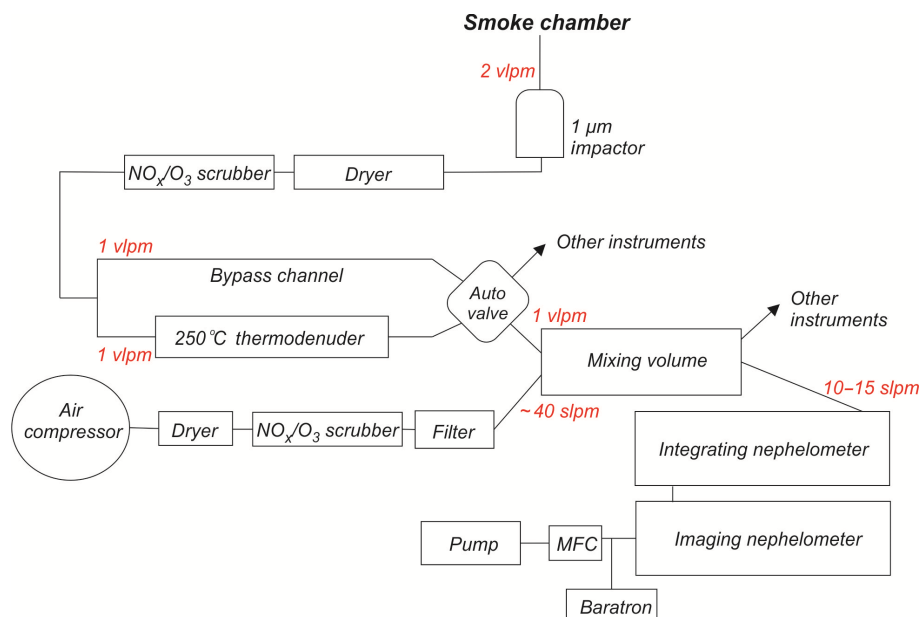 Smoke chamber
2 vlpm
1 µm
impactor
NOx/O3 scrubber
Dryer
1 vlpm
Bypass channel
Other instruments
Auto
valve
250°C thermodenuder
1 vlpm
1 vlpm
Other
instruments
Mixing volume
10–15 slpm
~40 slpm
Air
compressor
Dryer
NOx/O3 scrubber
Filter
Integrating nephelometer
Pump
MFC
Imaging nephelometer
Baratron